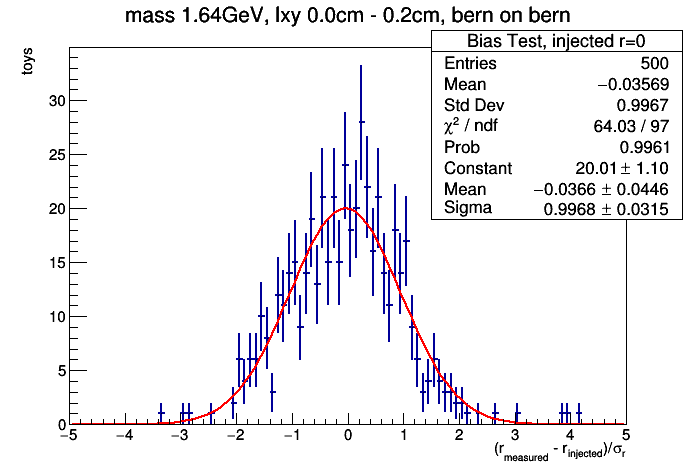 mass 1.64GeV, lxy 0.0cm - 0.2cm, bern on bern
Bias Test, injected r=0
Entries 500
Mean −0.03569
Std Dev 0.9967
χ² / ndf 64.03 / 97
Prob 0.9961
Constant 20.01 ± 1.10
Mean −0.0366 ± 0.0446
Sigma 0.9968 ± 0.0315
toys
30
25
20
15
10
5
0
−5 −4 −3 −2 −1 0 1 2 3 4 5
(r_measured - r_injected)/σ_r